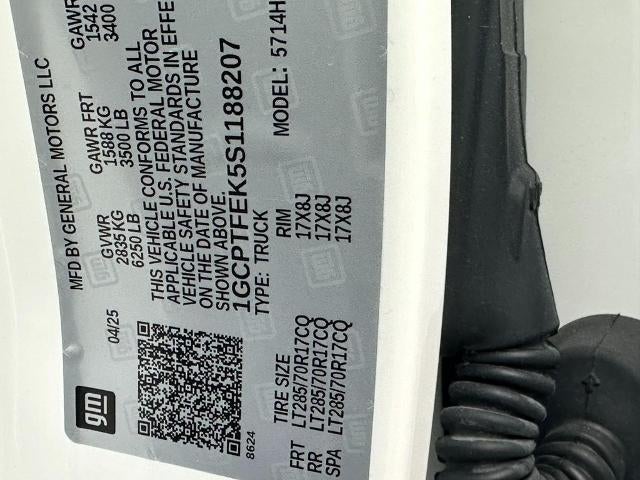 gm
04/25
MFD BY GENERAL MOTORS LLC
GVWR GAWR FRT GAWR
2835 KG 1588 KG 1542
6250 LB 3500 LB 3400
THIS VEHICLE CONFORMS TO ALL
APPLICABLE U.S. FEDERAL MOTOR
VEHICLE SAFETY STANDARDS IN EFFE
ON THE DATE OF MANUFACTURE
SHOWN ABOVE.
1GCPTFEK5S1188207
TYPE: TRUCK MODEL: 5714H
8624
TIRE SIZE RIM
FRT LT285/70R17CQ 17X8J
RR LT285/70R17CQ 17X8J
SPA LT285/70R17CQ 17X8J